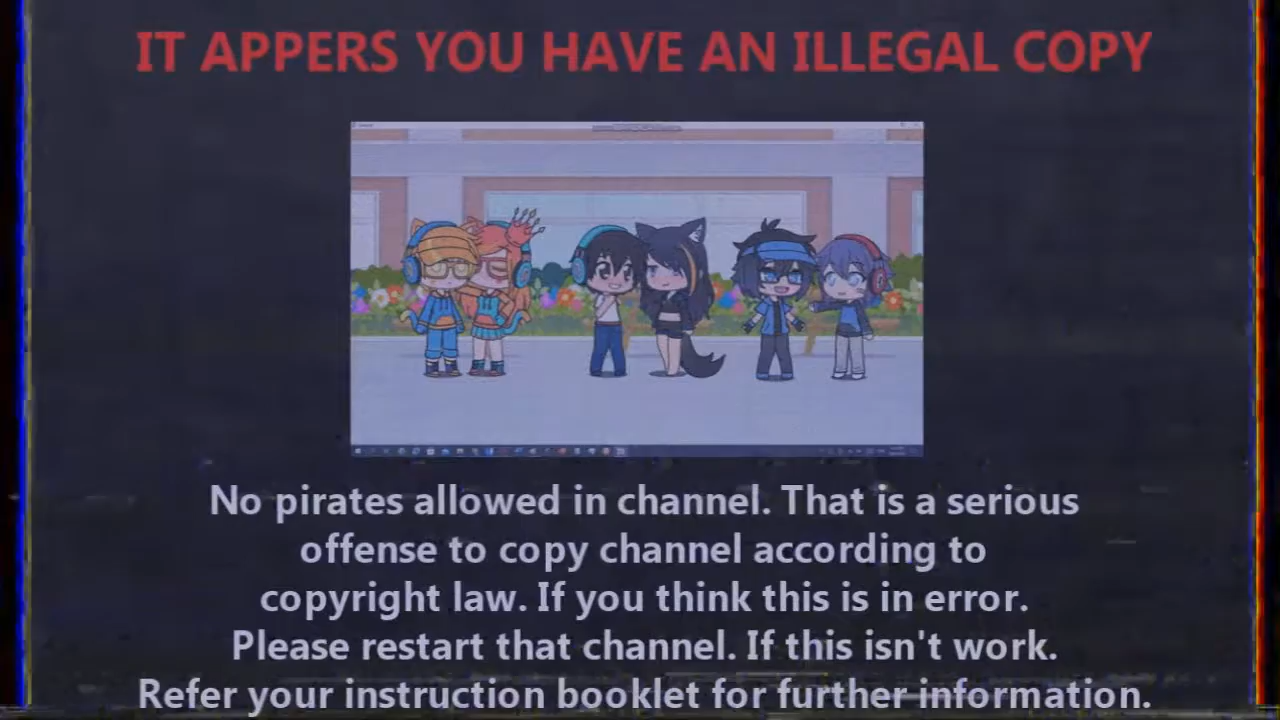 IT APPERS YOU HAVE AN ILLEGAL COPY
No pirates allowed in channel. That is a serious
offense to copy channel according to
copyright law. If you think this is in error.
Please restart that channel. If this isn't work.
Refer your instruction booklet for further information.